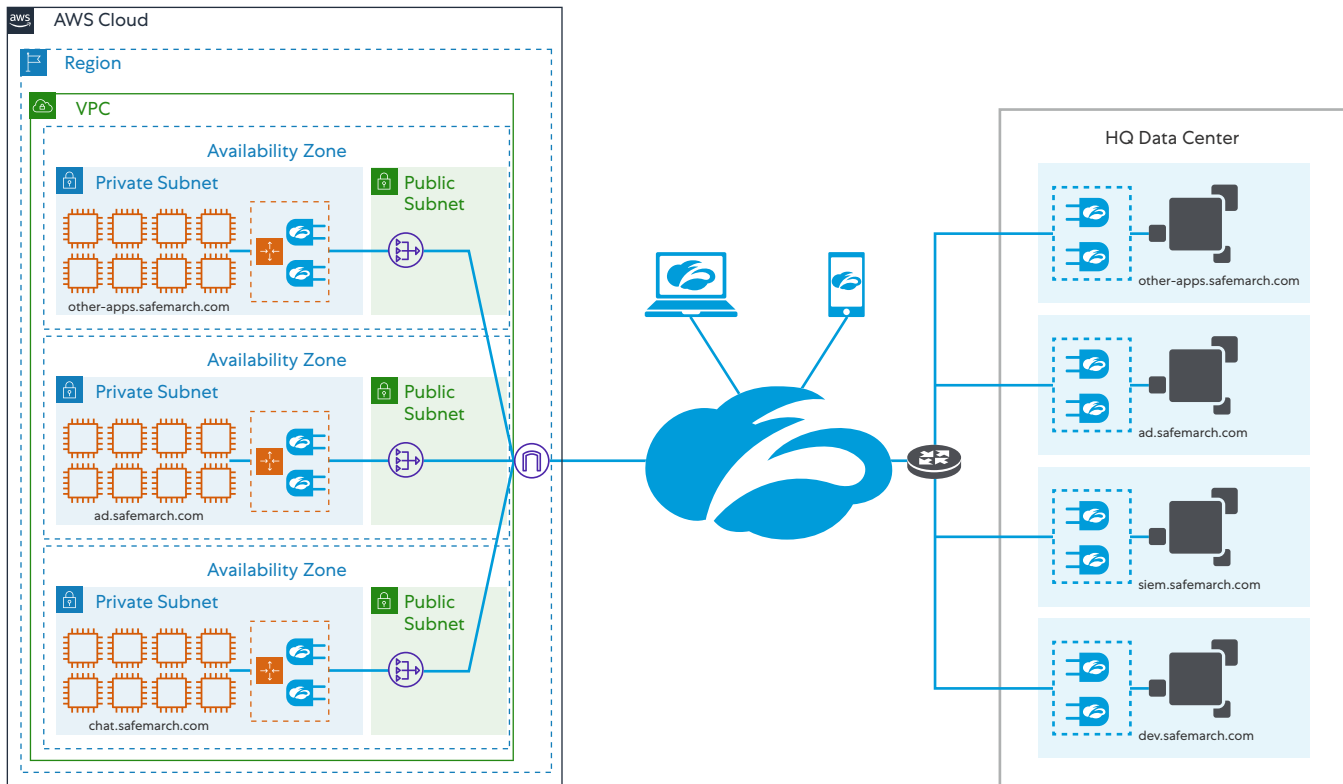 aws
AWS Cloud
Region
VPC
Availability Zone
Private Subnet
Public
Subnet
other-apps.safemarch.com
Availability Zone
Private Subnet
Public
Subnet
ad.safemarch.com
Availability Zone
Private Subnet
Public
Subnet
chat.safemarch.com
HQ Data Center
other-apps.safemarch.com
ad.safemarch.com
siem.safemarch.com
dev.safemarch.com